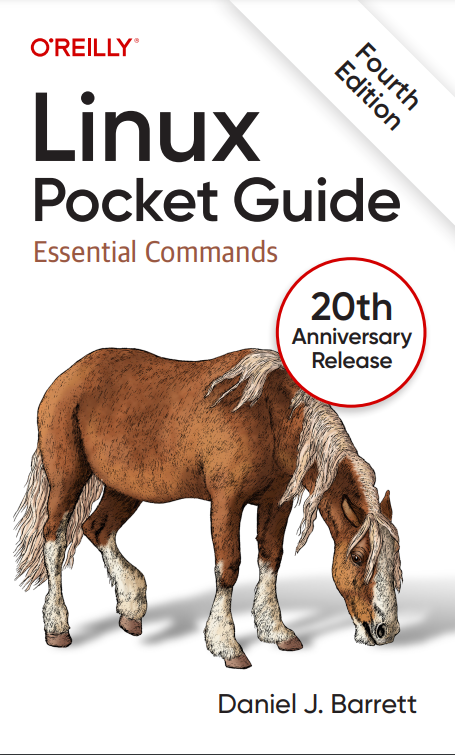 O'REILLY®
Fourth
Edition
Linux
Pocket Guide
Essential Commands
20th
Anniversary
Release
Daniel J. Barrett